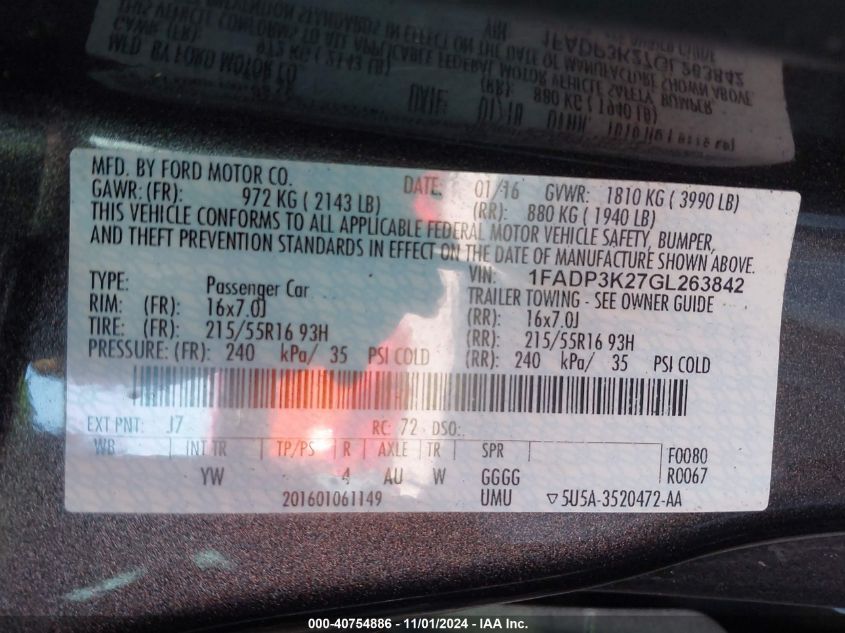 MFD. BY FORD MOTOR CO. DATE: 01/16 GVWR: 1810 KG ( 3990 LB)
GAWR: (FR): 972 KG ( 2143 LB) (RR): 880 KG ( 1940 LB)
THIS VEHICLE CONFORMS TO ALL APPLICABLE FEDERAL MOTOR VEHICLE SAFETY, BUMPER,
AND THEFT PREVENTION STANDARDS IN EFFECT ON THE DATE OF MANUFACTURE SHOWN ABOVE.
VIN: 1FADP3K27GL263842
TYPE: Passenger Car TRAILER TOWING - SEE OWNER GUIDE
RIM: (FR): 16x7.0J (RR): 16x7.0J
TIRE: (FR): 215/55R16 93H (RR): 215/55R16 93H
PRESSURE: (FR): 240 kPa/ 35 PSI COLD (RR): 240 kPa/ 35 PSI COLD
EXT PNT: J7 RC: 72 DSO:
WB INT TR TP/PS R AXLE TR SPR F0080
YW 4 AU W GGGG R0067
201601061149 UMU ▽5U5A-3520472-AA
000-40754886 - 11/01/2024 - IAA Inc.